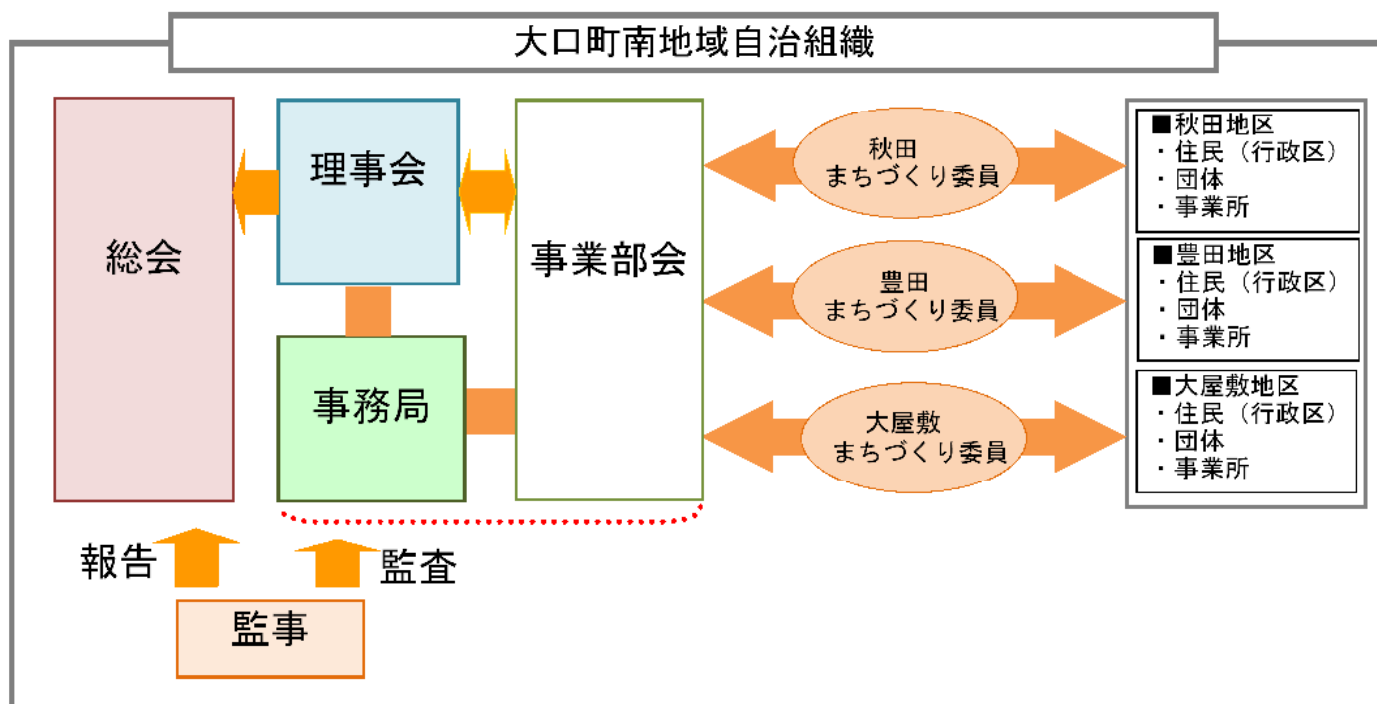 大口町南地域自治組織
総会
理事会
事務局
事業部会
秋田
まちづくり委員
豊田
まちづくり委員
大屋敷
まちづくり委員
■秋田地区
・住民（行政区）
・団体
・事業所
■豊田地区
・住民（行政区）
・団体
・事業所
■大屋敷地区
・住民（行政区）
・団体
・事業所
報告
監査
監事